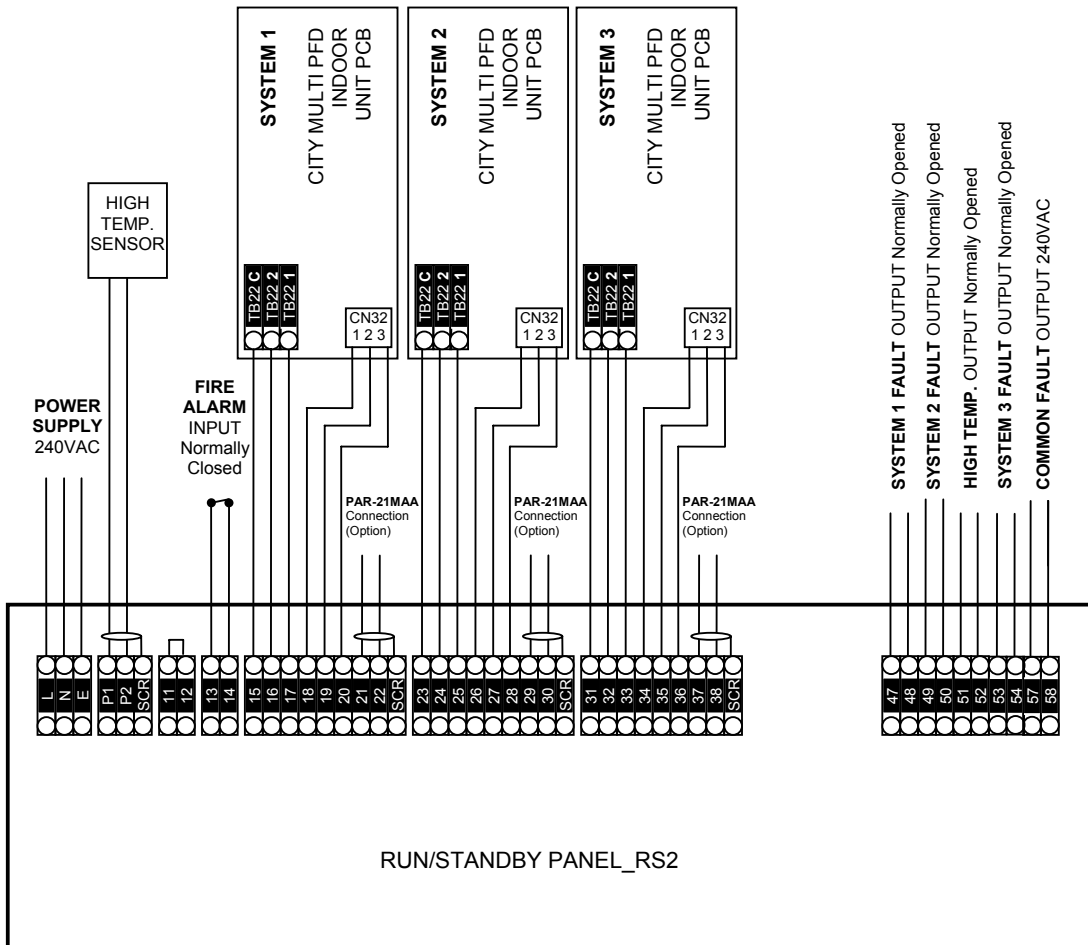 SYSTEM 1
CITY MULTI PFD
INDOOR
UNIT PCB
TB22 C
TB22 2
TB22 1
CN32
1 2 3
SYSTEM 2
CITY MULTI PFD
INDOOR
UNIT PCB
TB22 C
TB22 2
TB22 1
CN32
1 2 3
SYSTEM 3
CITY MULTI PFD
INDOOR
UNIT PCB
TB22 C
TB22 2
TB22 1
CN32
1 2 3
HIGH
TEMP.
SENSOR
POWER
SUPPLY
240VAC
FIRE
ALARM
INPUT
Normally
Closed
PAR-21MAA
Connection
(Option)
PAR-21MAA
Connection
(Option)
PAR-21MAA
Connection
(Option)
SYSTEM 1 FAULT OUTPUT Normally Opened
SYSTEM 2 FAULT OUTPUT Normally Opened
HIGH TEMP. OUTPUT Normally Opened
SYSTEM 3 FAULT OUTPUT Normally Opened
COMMON FAULT OUTPUT 240VAC
L
N
E
P1
P2
SCR
11
12
13
14
15
16
17
18
19
20
21
22
SCR
23
24
25
26
27
28
29
30
SCR
31
32
33
34
35
36
37
38
SCR
47
48
49
50
51
52
53
54
57
58
RUN/STANDBY PANEL_RS2